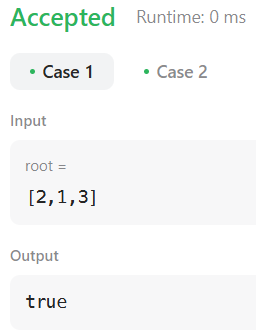 Accepted Runtime: 0 ms
• Case 1 • Case 2
Input
root =
[2,1,3]
Output
true